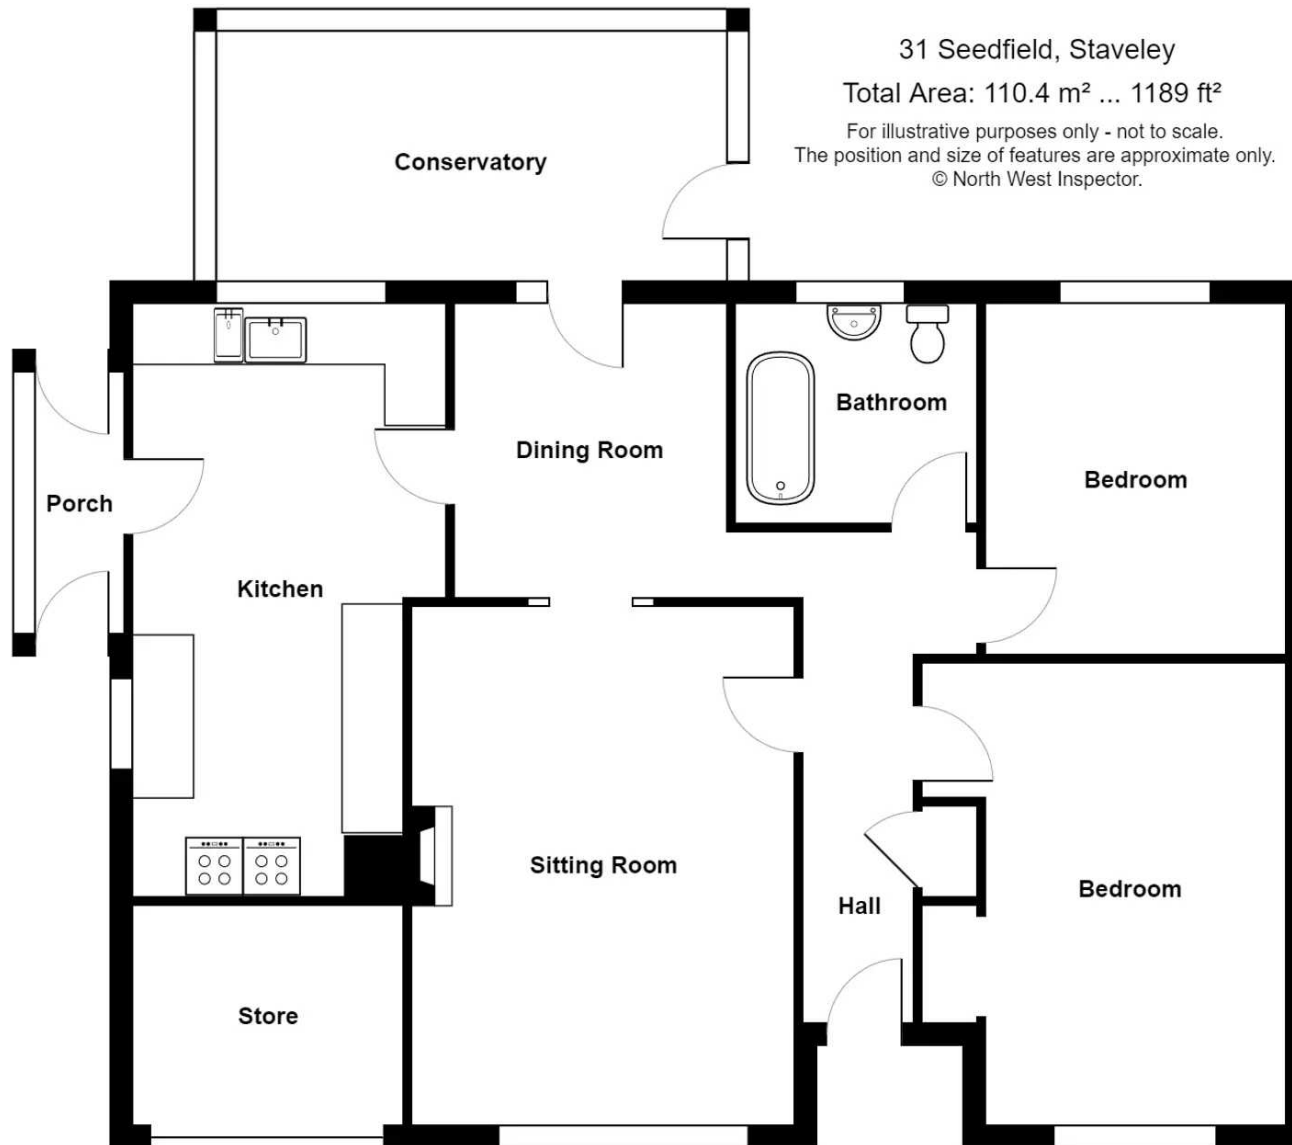 31 Seedfield, Staveley
Total Area: 110.4 m² ... 1189 ft²
For illustrative purposes only - not to scale.
The position and size of features are approximate only.
© North West Inspector.
Conservatory
Bathroom
Dining Room
Bedroom
Porch
Kitchen
Sitting Room
Bedroom
Hall
Store